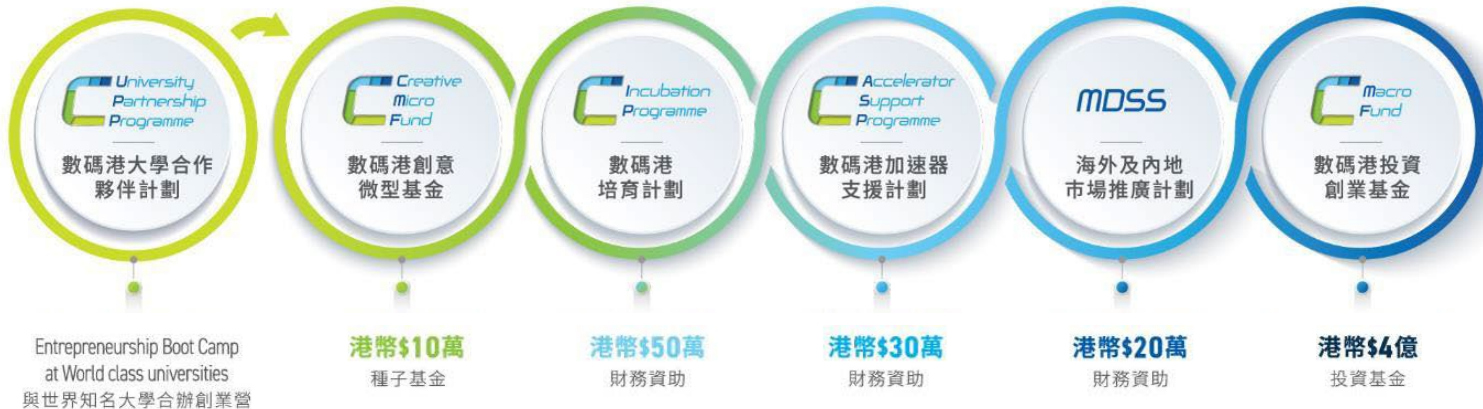 University
Partnership
Programme
數碼港大學合作
夥伴計劃
Entrepreneurship Boot Camp
at World class universities
與世界知名大學合辦創業營
Creative
Micro
Fund
數碼港創意
微型基金
港幣$10萬
種子基金
Incubation
Programme
數碼港
培育計劃
港幣$50萬
財務資助
Accelerator
Support
Programme
數碼港加速器
支援計劃
港幣$30萬
財務資助
MDSS
海外及內地
市場推廣計劃
港幣$20萬
財務資助
Macro
Fund
數碼港投資
創業基金
港幣$4億
投資基金